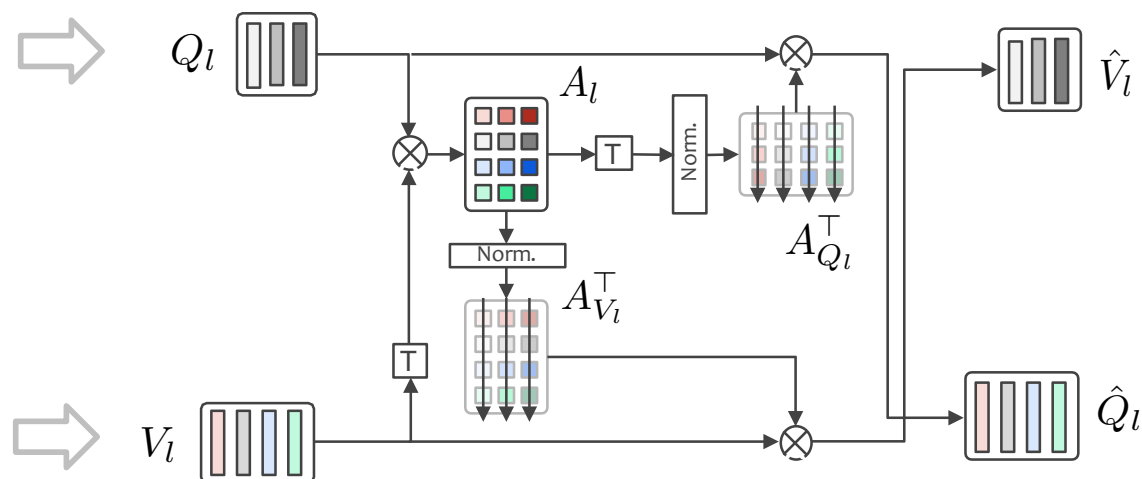 Q_l
A_l
V̂_l
T
Norm.
A_{Q_l}^⊤
Norm.
A_{V_l}^⊤
T
V_l
Q̂_l